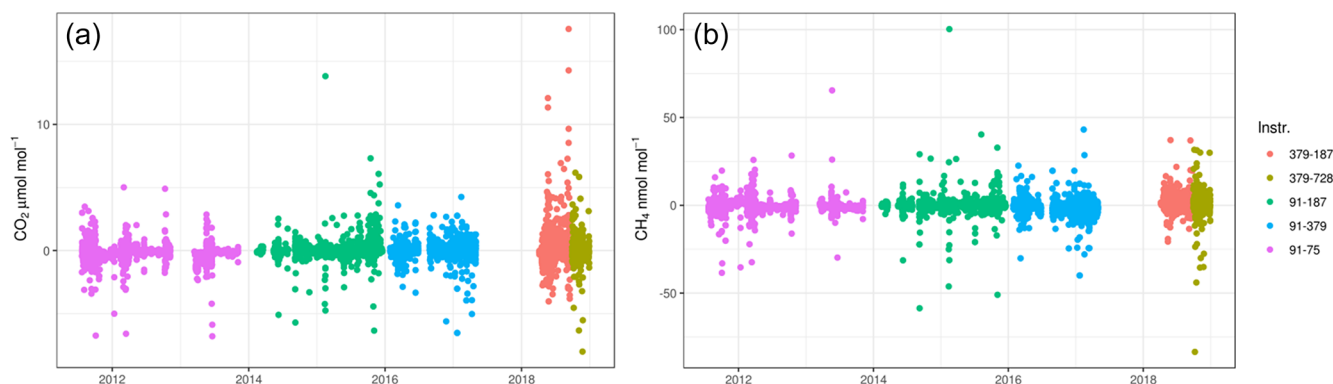 (a)
CO₂ µmol mol⁻¹
10
0
2012 2014 2016 2018
(b)
CH₄ nmol mol⁻¹
100
50
0
-50
2012 2014 2016 2018
Instr.
379-187
379-728
91-187
91-379
91-75